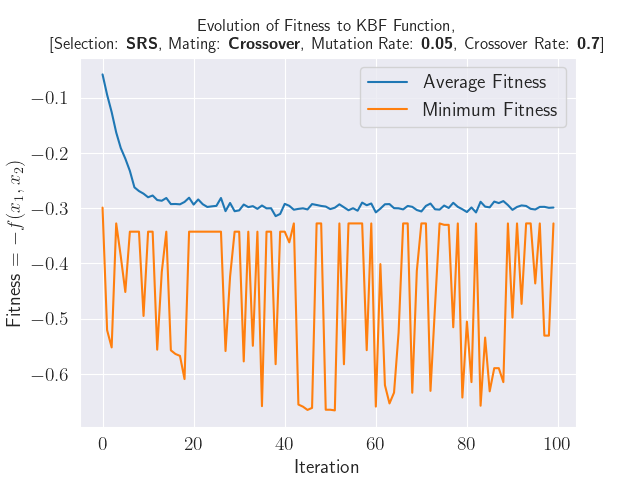 Evolution of Fitness to KBF Function,
[Selection: SRS, Mating: Crossover, Mutation Rate: 0.05, Crossover Rate: 0.7]
Average Fitness
Minimum Fitness
−0.1
−0.2
−0.3
−0.4
−0.5
−0.6
Fitness = −f(x₁, x₂)
0 20 40 60 80 100
Iteration